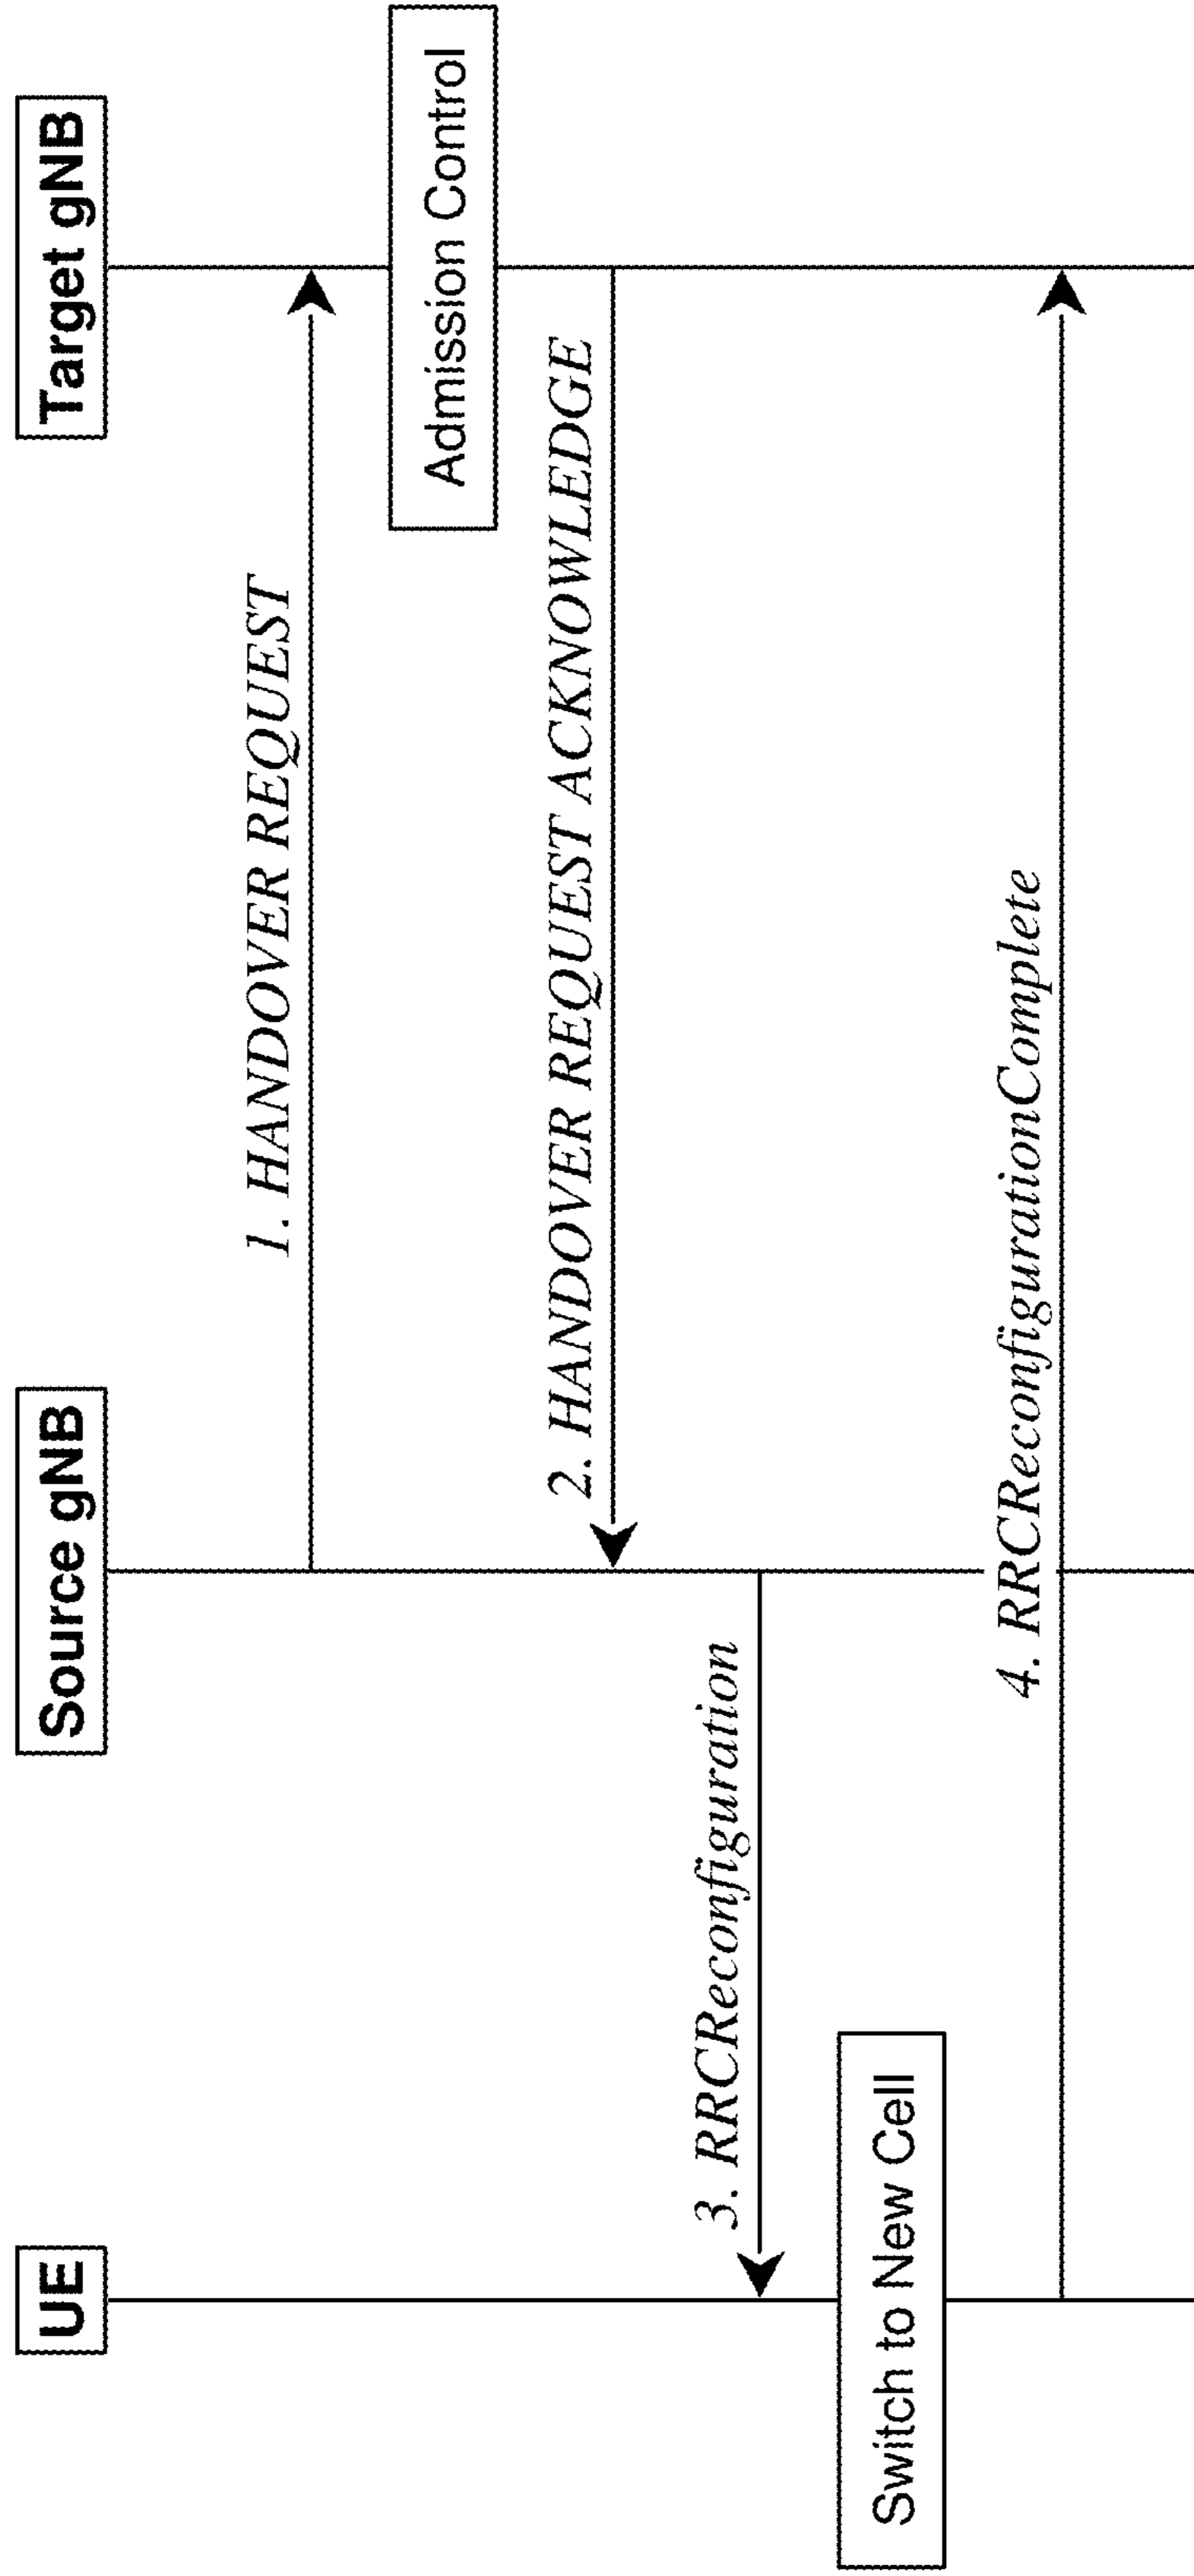 UE
Source gNB
Target gNB
1. HANDOVER REQUEST
Admission Control
2. HANDOVER REQUEST ACKNOWLEDGE
3. RRCReconfiguration
Switch to New Cell
4. RRCReconfigurationComplete